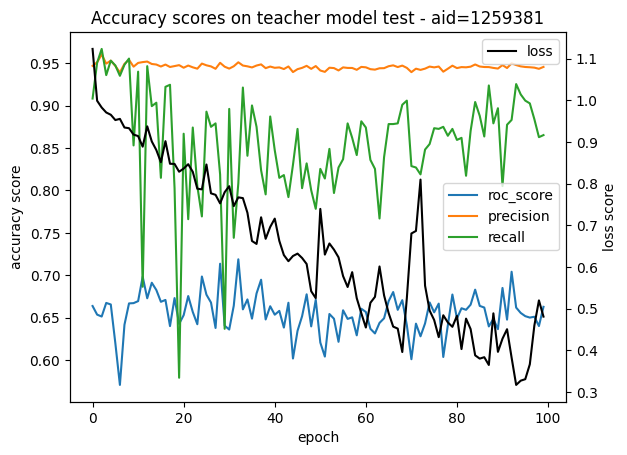 Accuracy scores on teacher model test - aid=1259381
loss
roc_score
precision
recall
accuracy score
0.95
0.90
0.85
0.80
0.75
0.70
0.65
0.60
loss score
1.1
1.0
0.9
0.8
0.7
0.6
0.5
0.4
0.3
0 20 40 60 80 100
epoch